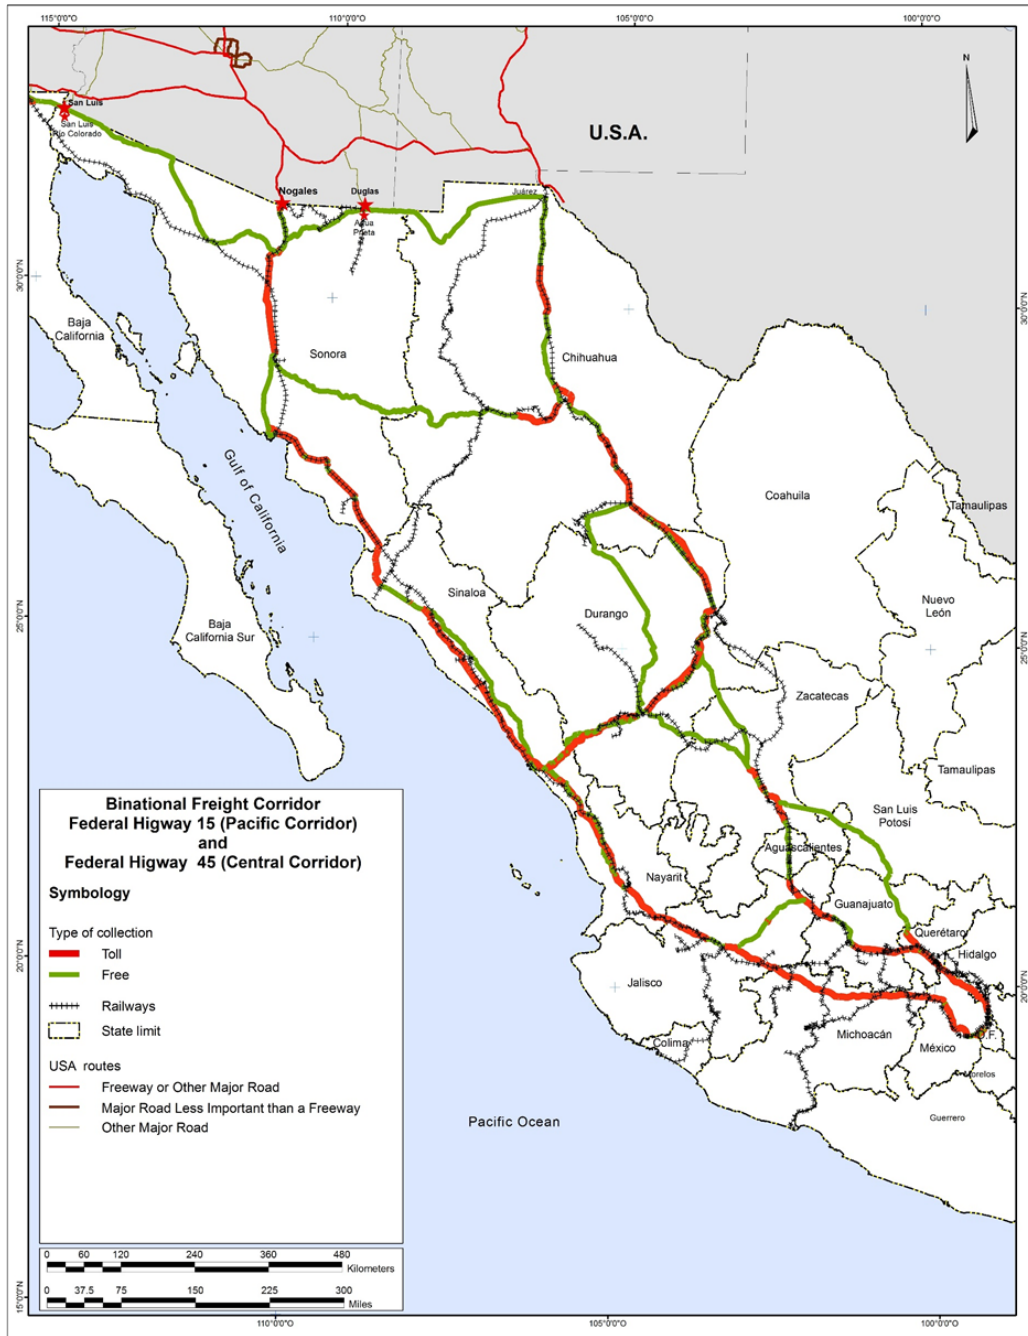 115°0'0"O
110°0'0"O
105°0'0"O
100°0'0"O
N
U.S.A.
San Luis
San Luis
Río Colorado
Nogales
Duglas
Agua
Prieta
Juárez
30°0'0"N
30°0'0"N
Baja
California
Sonora
Chihuahua
Gulf of California
Coahuila
Tamaulipas
Nuevo
León
25°0'0"N
25°0'0"N
Baja
California Sur
Sinaloa
Durango
Zacatecas
Tamaulipas
San Luis
Potosí
Aguascalientes
Nayarit
Guanajuato
Querétaro
Hidalgo
20°0'0"N
20°0'0"N
Jalisco
Colima
Michoacán
México
D.F.
Morelos
Guerrero
Pacific Ocean
Binational Freight Corridor
Federal Higway 15 (Pacific Corridor)
and
Federal Higway 45 (Central Corridor)
Symbology
Type of collection
Toll
Free
Railways
State limit
USA routes
Freeway or Other Major Road
Major Road Less Important than a Freeway
Other Major Road
0 60 120 240 360 480
Kilometers
0 37.5 75 150 225 300
Miles
15°0'0"N
110°0'0"O
105°0'0"O
100°0'0"O